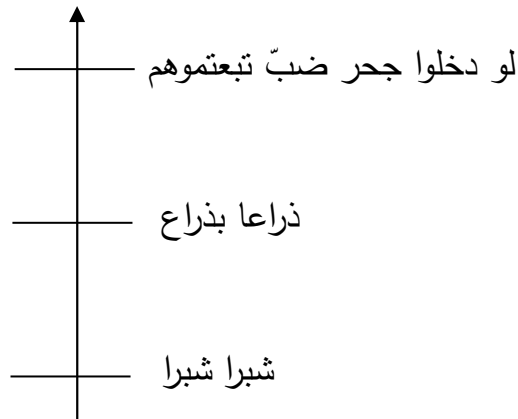 لو دخلوا جحر ضبّ تبعتموهم
ذراعا بذراع
شبرا شبرا